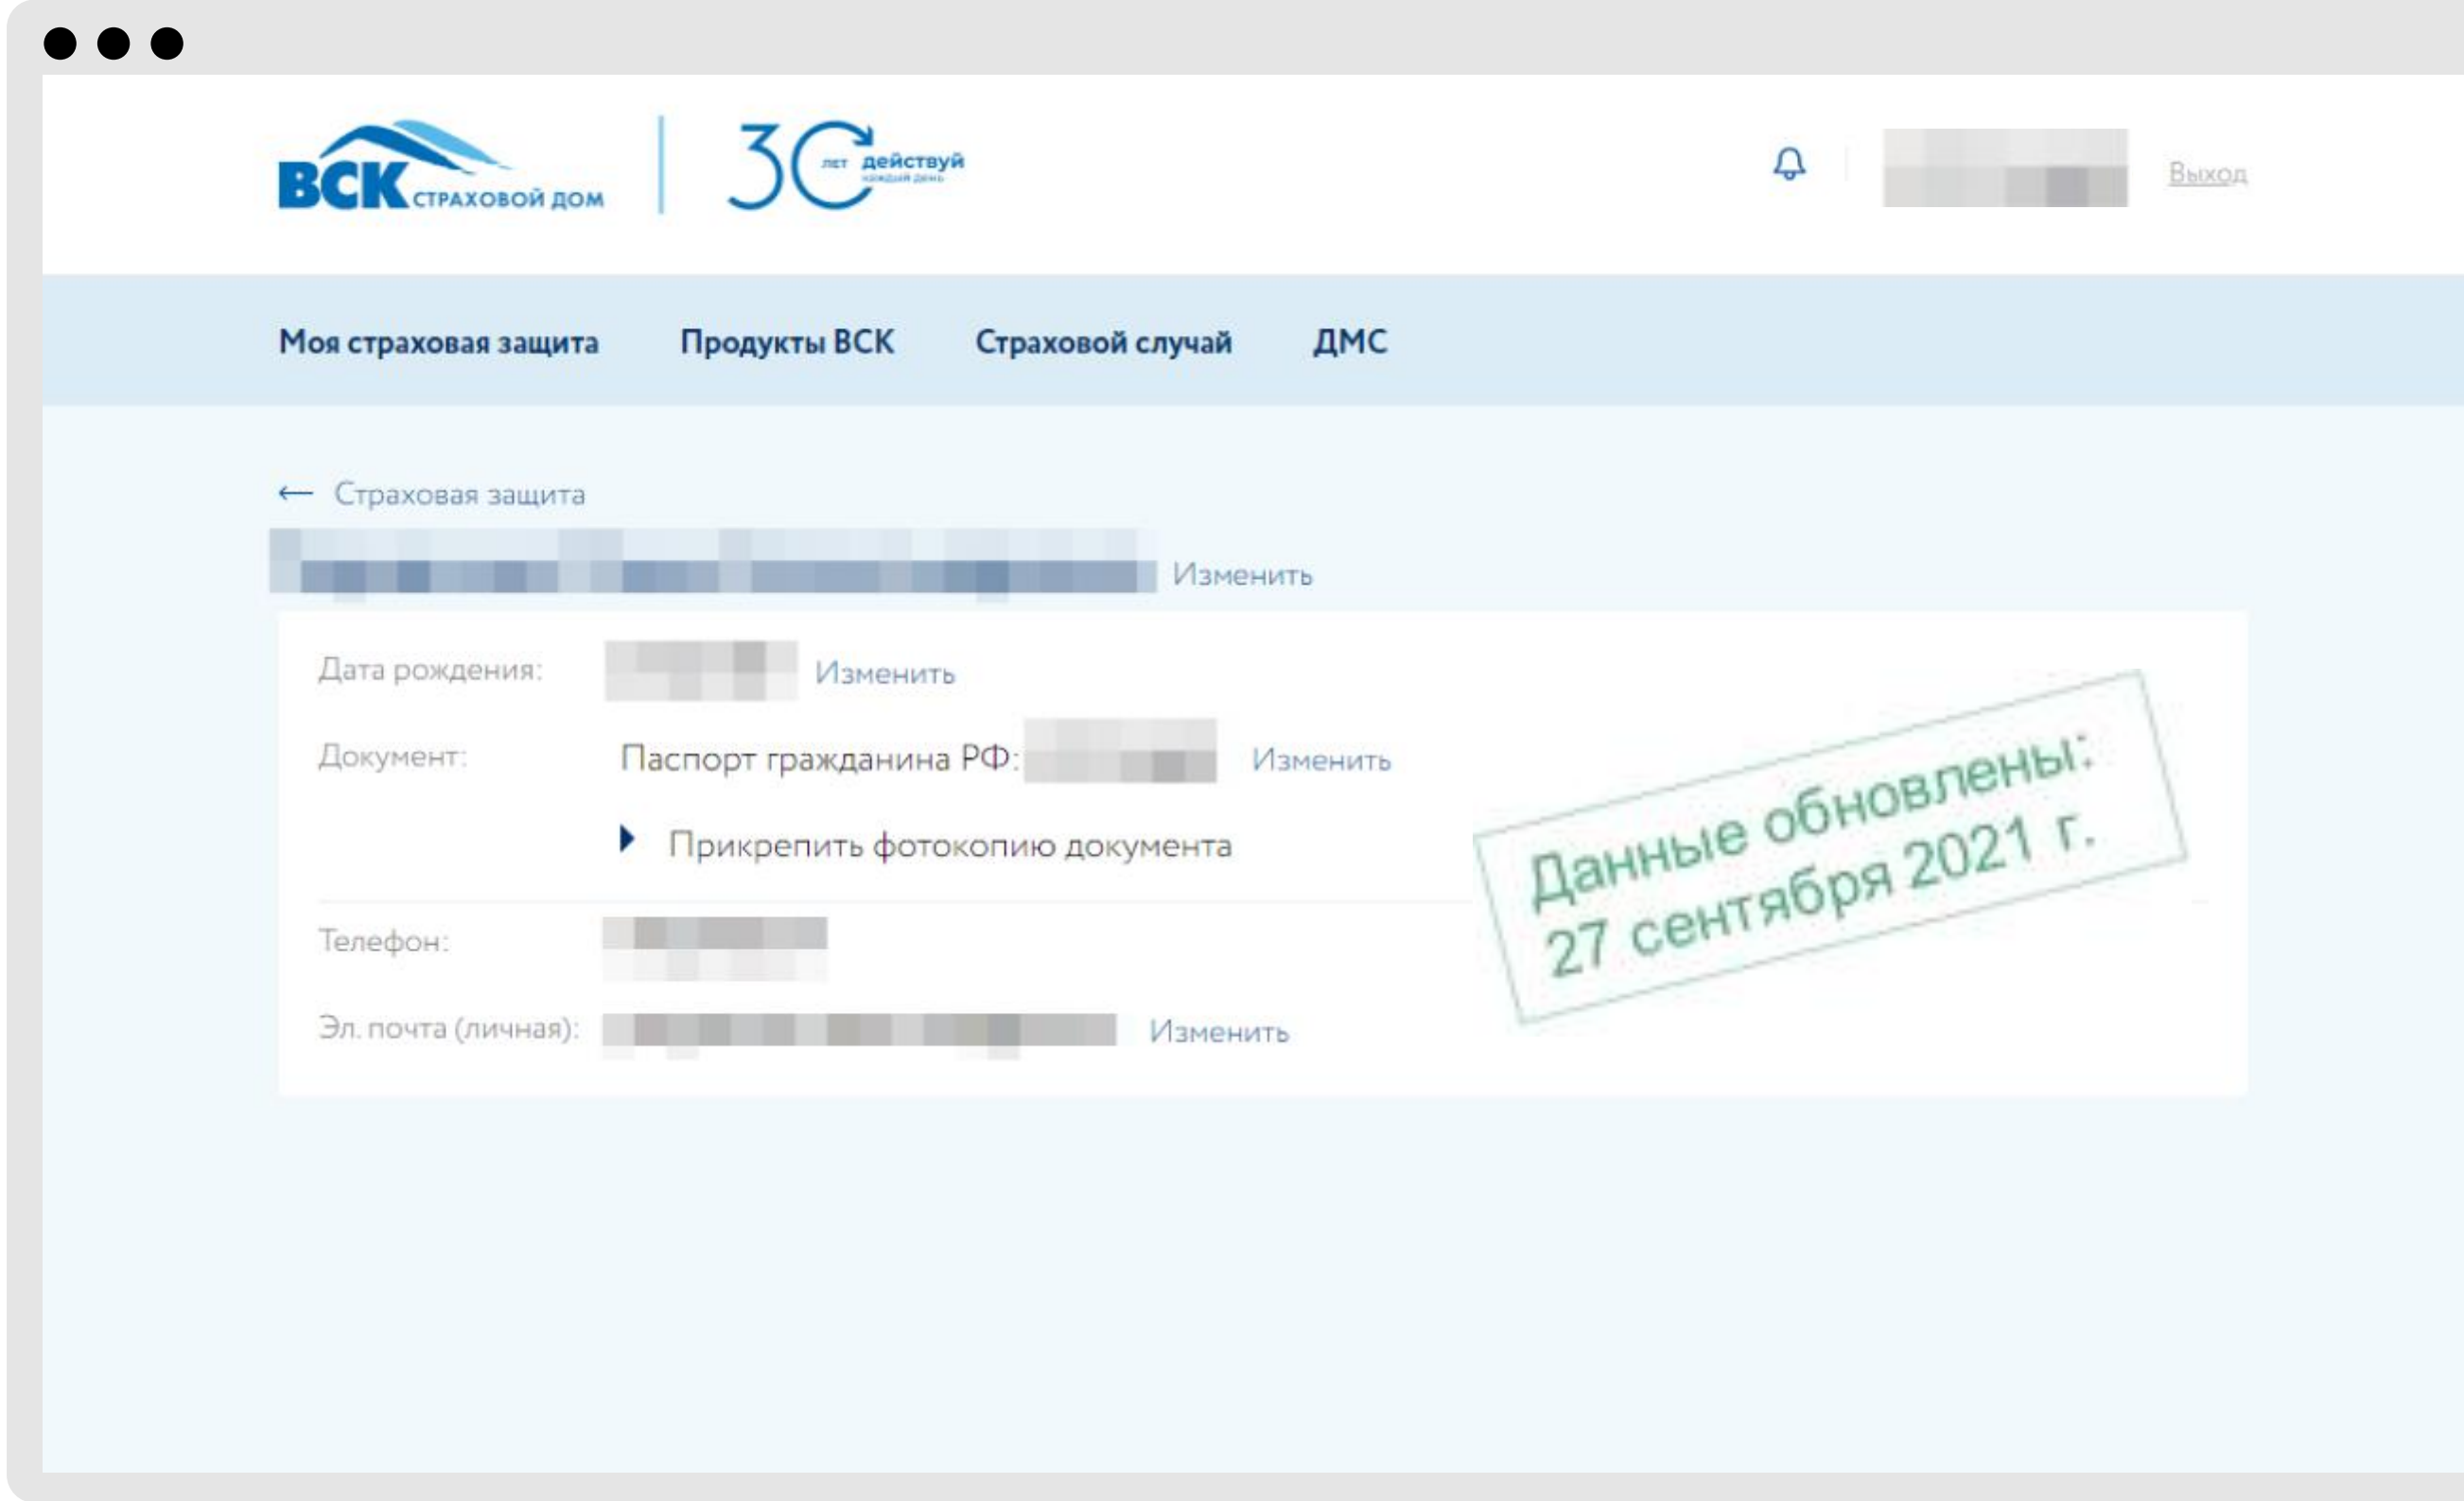 ВСК СТРАХОВОЙ ДОМ
30 лет действуй каждый день
Выход
Моя страховая защита Продукты ВСК Страховой случай ДМС
← Страховая защита
Изменить
Дата рождения: Изменить
Документ: Паспорт гражданина РФ: Изменить
Прикрепить фотокопию документа
Телефон:
Эл. почта (личная): Изменить
Данные обновлены:
27 сентября 2021 г.